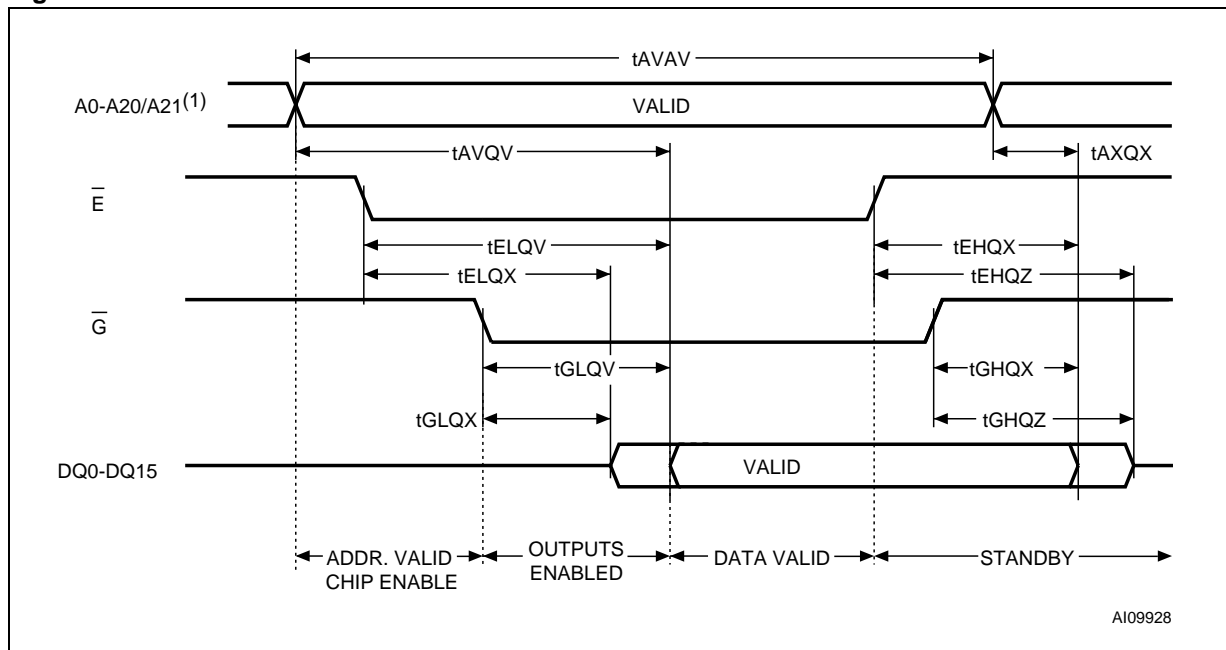 tAVAV
A0-A20/A21(1)
VALID
tAVQV
tAXQX
E
tELQV
tEHQX
tELQX
tEHQZ
G
tGLQV
tGHQX
tGLQX
tGHQZ
DQ0-DQ15
VALID
ADDR. VALID
CHIP ENABLE
OUTPUTS
ENABLED
DATA VALID
STANDBY
AI09928